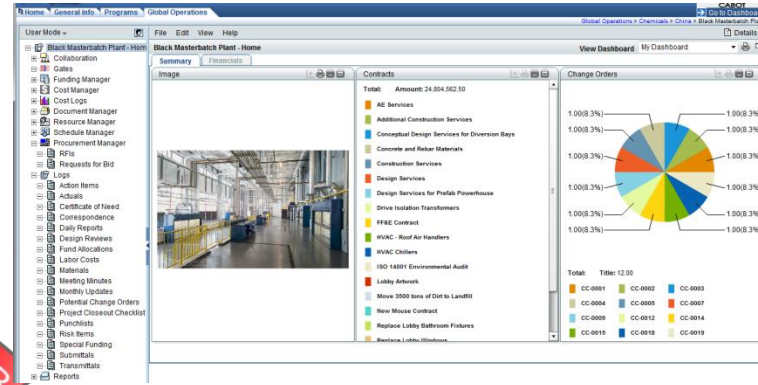 Home General Info Programs Global Operations
CABOT
Go to Dashboa
Global Operations > Chemicals > China > Black Masterbatch Pla
User Mode
File Edit View Help
Details
Black Masterbatch Plant - Hom
Collaboration
Gates
Funding Manager
Cost Manager
Cost Logs
Document Manager
Resource Manager
Schedule Manager
Procurement Manager
RFIs
Requests for Bid
Logs
Action Items
Actuals
Certificate of Need
Correspondence
Daily Reports
Design Reviews
Fund Allocations
Labor Costs
Materials
Meeting Minutes
Monthly Updates
Potential Change Orders
Project Closeout Checklist
Punchlists
Risk Items
Special Funding
Submittals
Transmittals
Reports
Black Masterbatch Plant - Home
View Dashboard My Dashboard
Summary Financials
Image
Contracts
Total: Amount: 24,804,562.50
AE Services
Additional Construction Services
Conceptual Design Services for Diversion Bays
Concrete and Rebar Materials
Construction Services
Design Services
Design Services for Prefab Powerhouse
Drive Isolation Transformers
FF&E Contract
HVAC - Roof Air Handlers
HVAC Chillers
ISO 14001 Environmental Audit
Lobby Artwork
Move 3500 tons of Dirt to Landfill
New Mouse Contract
Replace Lobby Bathroom Fixtures
Replace Lobby Windows
Change Orders
1.00(8.3%) 1.00(8.3%
1.00(8.3%)
1.00(8.3%) 1.00(8.3%
1.00(8.3%) 1.00(8.3%
1.00(8.3%) 1.00(8.3%
1.00(8.3%) 1.00(8.3%
Total: Title: 12.00
CC-0001 CC-0002 CC-0003
CC-0004 CC-0005 CC-0007
CC-0009 CC-0012 CC-0014
CC-0015 CC-0018 CC-0019